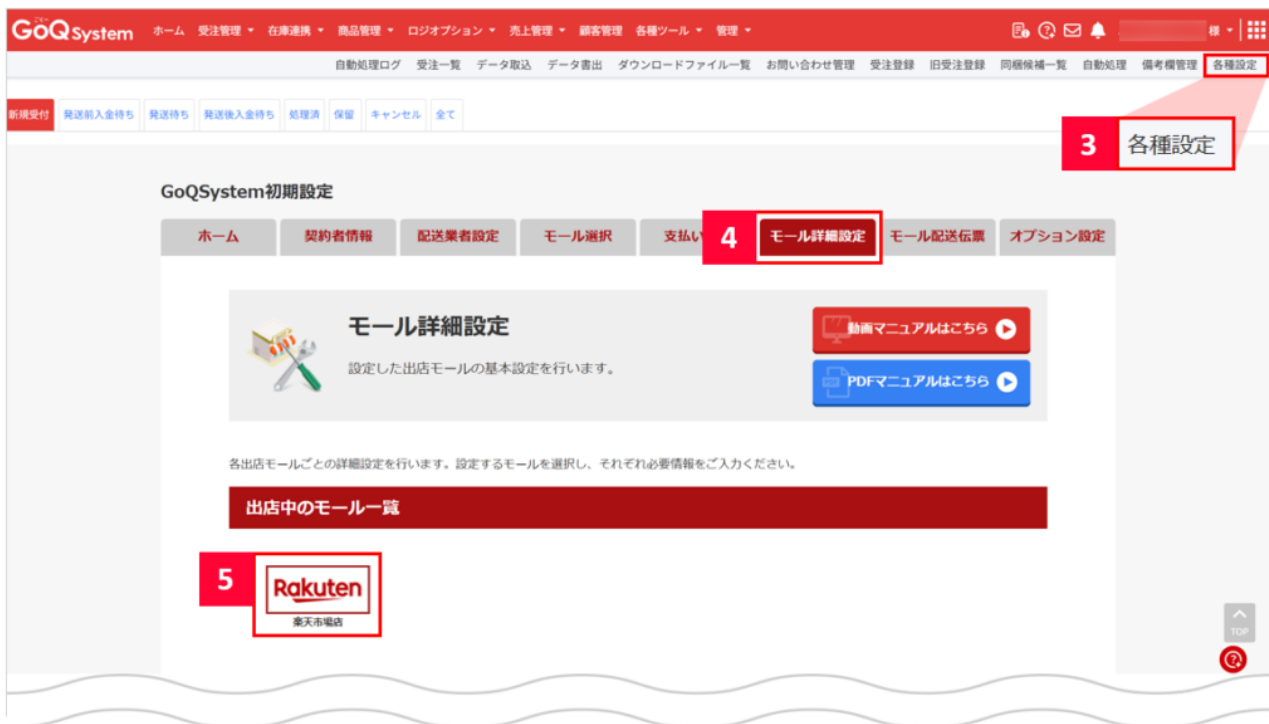 GoQSystem ホーム 受注管理 在庫連携 商品管理 ロジオプション 売上管理 顧客管理 各種ツール 管理 様
自動処理ログ 受注一覧 データ取込 データ書出 ダウンロードファイル一覧 お問い合わせ管理 受注登録 旧受注登録 同梱候補一覧 自動処理 備考欄管理 各種設定
新規受付 発送前入金待ち 発送待ち 発送後入金待ち 処理済 保留 キャンセル 全て
3 各種設定
GoQSystem初期設定
ホーム 契約者情報 配送業者設定 モール選択 支払い 4 モール詳細設定 モール配送伝票 オプション設定
モール詳細設定
動画マニュアルはこちら
設定した出店モールの基本設定を行います。
PDFマニュアルはこちら
各出店モールごとの詳細設定を行います。設定するモールを選択し、それぞれ必要情報をご入力ください。
出店中のモール一覧
5 Rakuten
楽天市場店
TOP